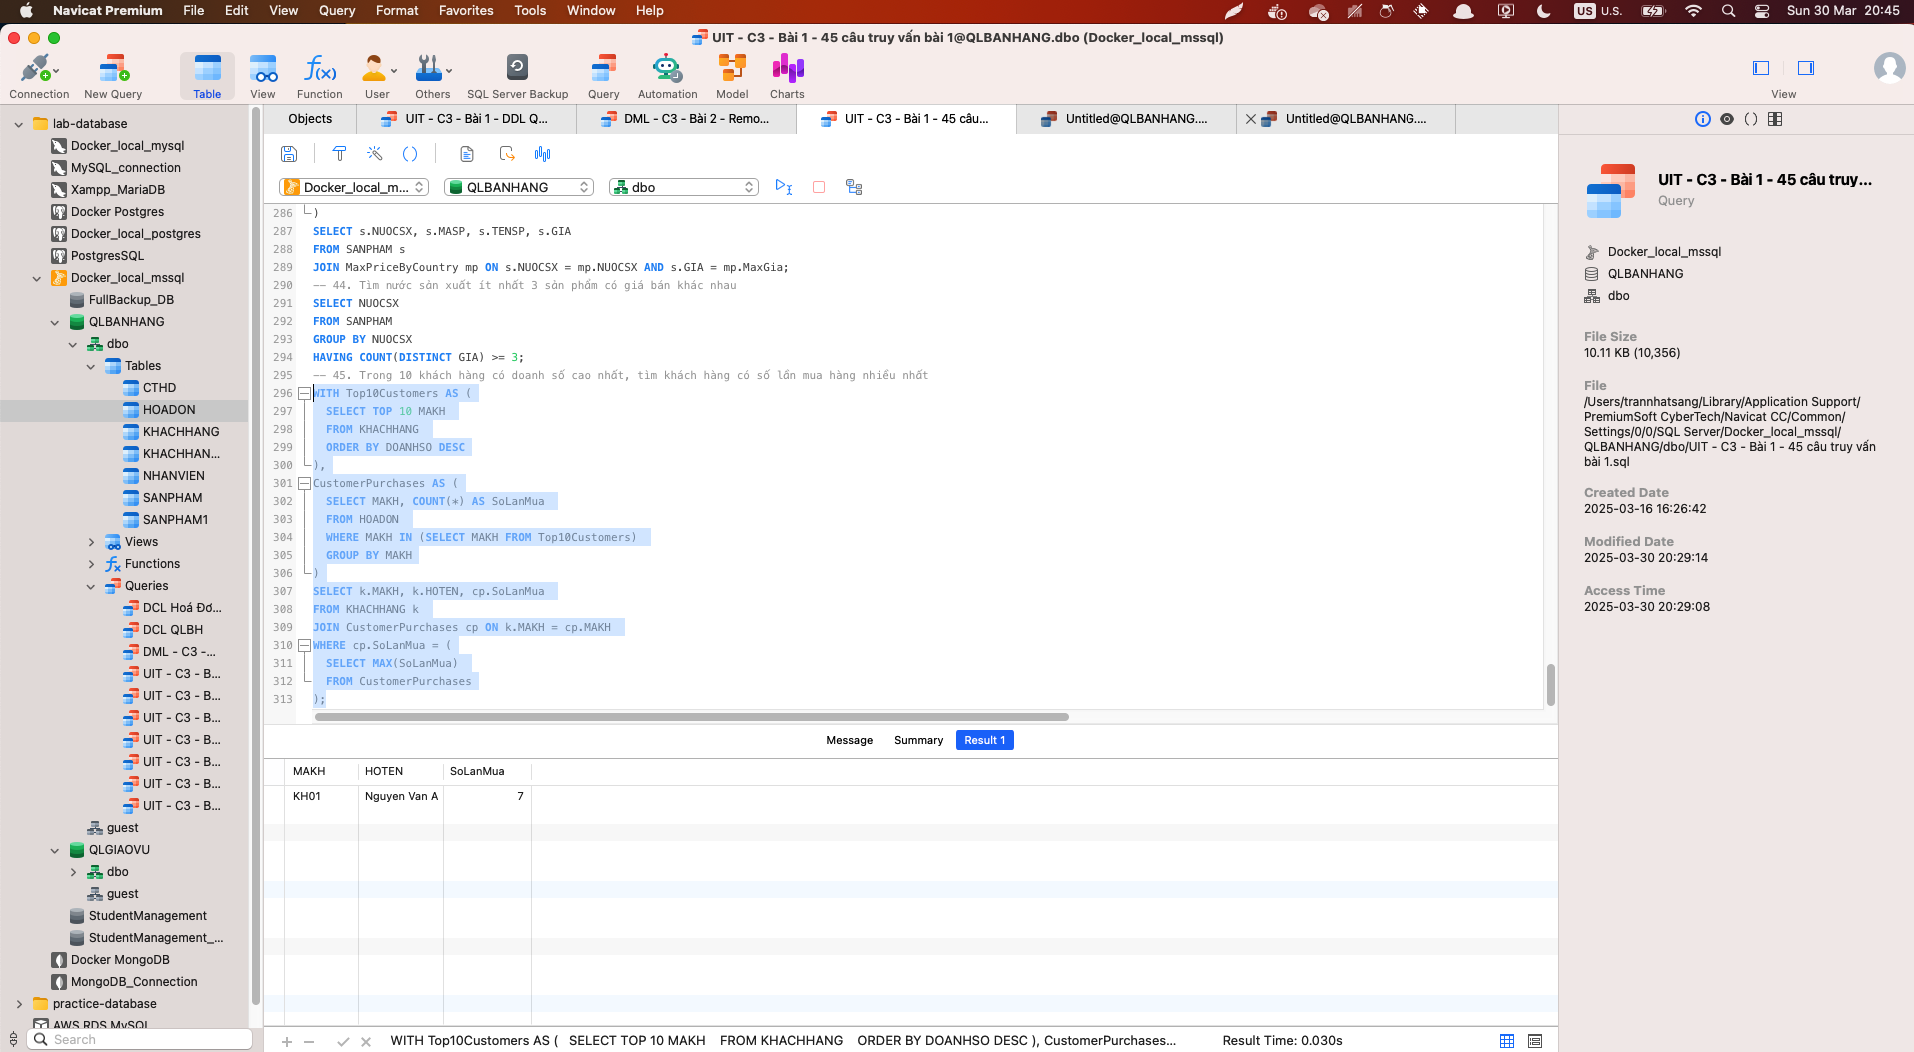 Navicat Premium File Edit View Query Format Favorites Tools Window Help US U.S. Sun 30 Mar 20:45
UIT - C3 - Bài 1 - 45 câu truy vấn bài 1@QLBANHANG.dbo (Docker_local_mssql)
Connection New Query Table View Function User Others SQL Server Backup Query Automation Model Charts View
Objects UIT - C3 - Bài 1 - DDL Q... DML - C3 - Bài 2 - Remo... UIT - C3 - Bài 1 - 45 câu... Untitled@QLBANHANG.... Untitled@QLBANHANG....
lab-database
Docker_local_mysql
MySQL_connection
Xampp_MariaDB
Docker Postgres
Docker_local_postgres
PostgresSQL
Docker_local_mssql
FullBackup_DB
QLBANHANG
dbo
Tables
CTHD
HOADON
KHACHHANG
KHACHHAN...
NHANVIEN
SANPHAM
SANPHAM1
Views
Functions
Queries
DCL Hoá Đơ...
DCL QLBH
DML - C3 -...
UIT - C3 - B...
UIT - C3 - B...
UIT - C3 - B...
UIT - C3 - B...
UIT - C3 - B...
UIT - C3 - B...
UIT - C3 - B...
guest
QLGIAOVU
dbo
guest
StudentManagement
StudentManagement_...
Docker MongoDB
MongoDB_Connection
practice-database
AWS RDS MySQL
Search
Docker_local_m... QLBANHANG dbo
286 )
287 SELECT s.NUOCSX, s.MASP, s.TENSP, s.GIA
288 FROM SANPHAM s
289 JOIN MaxPriceByCountry mp ON s.NUOCSX = mp.NUOCSX AND s.GIA = mp.MaxGia;
290 -- 44. Tìm nước sản xuất ít nhất 3 sản phẩm có giá bán khác nhau
291 SELECT NUOCSX
292 FROM SANPHAM
293 GROUP BY NUOCSX
294 HAVING COUNT(DISTINCT GIA) >= 3;
295 -- 45. Trong 10 khách hàng có doanh số cao nhất, tìm khách hàng có số lần mua hàng nhiều nhất
296 WITH Top10Customers AS (
297 SELECT TOP 10 MAKH
298 FROM KHACHHANG
299 ORDER BY DOANHSO DESC
300 ),
301 CustomerPurchases AS (
302 SELECT MAKH, COUNT(*) AS SoLanMua
303 FROM HOADON
304 WHERE MAKH IN (SELECT MAKH FROM Top10Customers)
305 GROUP BY MAKH
306 )
307 SELECT k.MAKH, k.HOTEN, cp.SoLanMua
308 FROM KHACHHANG k
309 JOIN CustomerPurchases cp ON k.MAKH = cp.MAKH
310 WHERE cp.SoLanMua = (
311 SELECT MAX(SoLanMua)
312 FROM CustomerPurchases
313 );
Message Summary Result 1
MAKH HOTEN SoLanMua
KH01 Nguyen Van A 7
WITH Top10Customers AS ( SELECT TOP 10 MAKH FROM KHACHHANG ORDER BY DOANHSO DESC ), CustomerPurchases... Result Time: 0.030s
UIT - C3 - Bài 1 - 45 câu truy...
Query
Docker_local_mssql
QLBANHANG
dbo
File Size
10.11 KB (10,356)
File
/Users/trannhatsang/Library/Application Support/
PremiumSoft CyberTech/Navicat CC/Common/
Settings/0/0/SQL Server/Docker_local_mssql/
QLBANHANG/dbo/UIT - C3 - Bài 1 - 45 câu truy vấn
bài 1.sql
Created Date
2025-03-16 16:26:42
Modified Date
2025-03-30 20:29:14
Access Time
2025-03-30 20:29:08